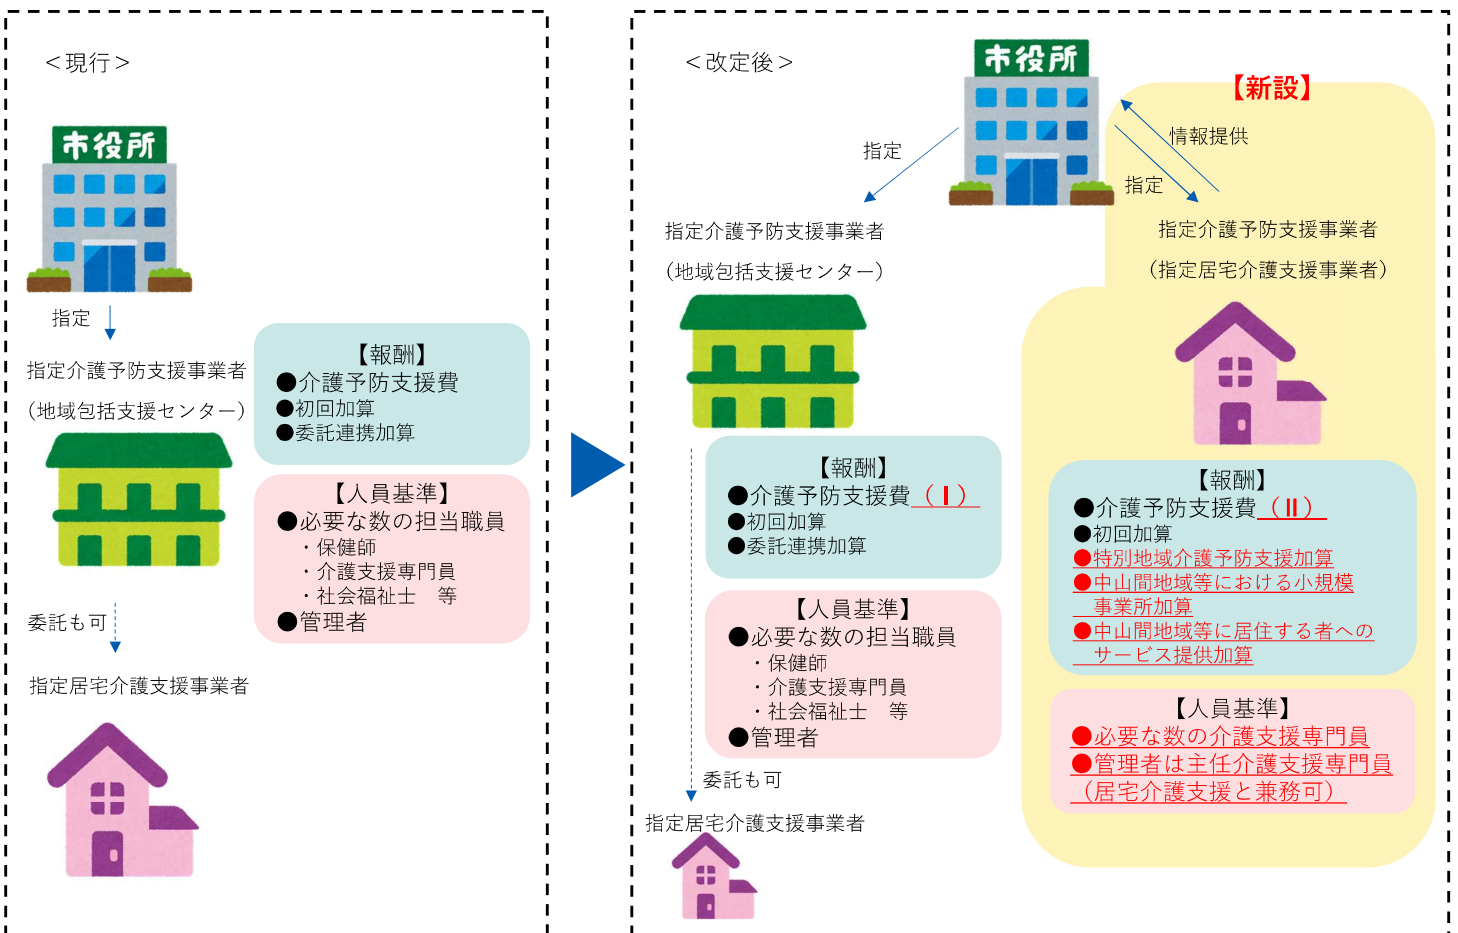 ＜現行＞
市役所
指定
指定介護予防支援事業者
（地域包括支援センター）
【報酬】
●介護予防支援費
●初回加算
●委託連携加算
【人員基準】
●必要な数の担当職員
・保健師
・介護支援専門員
・社会福祉士　等
●管理者
委託も可
指定居宅介護支援事業者
＜改定後＞
市役所
【新設】
指定
情報提供
指定
指定介護予防支援事業者
（地域包括支援センター）
【報酬】
●介護予防支援費（Ⅰ）
●初回加算
●委託連携加算
【人員基準】
●必要な数の担当職員
・保健師
・介護支援専門員
・社会福祉士　等
●管理者
委託も可
指定居宅介護支援事業者
指定介護予防支援事業者
（指定居宅介護支援事業者）
【報酬】
●介護予防支援費（Ⅱ）
●初回加算
●特別地域介護予防支援加算
●中山間地域等における小規模
事業所加算
●中山間地域等に居住する者への
サービス提供加算
【人員基準】
●必要な数の介護支援専門員
●管理者は主任介護支援専門員
（居宅介護支援と兼務可）